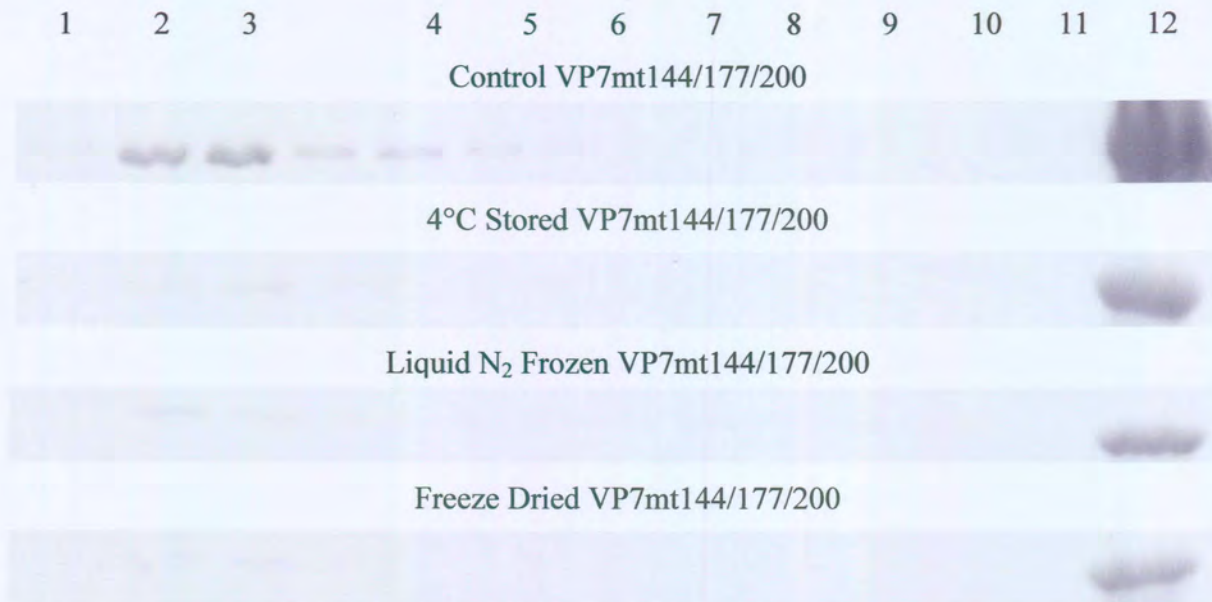 1 2 3 4 5 6 7 8 9 10 11 12
Control VP7mt144/177/200
4°C Stored VP7mt144/177/200
Liquid N₂ Frozen VP7mt144/177/200
Freeze Dried VP7mt144/177/200